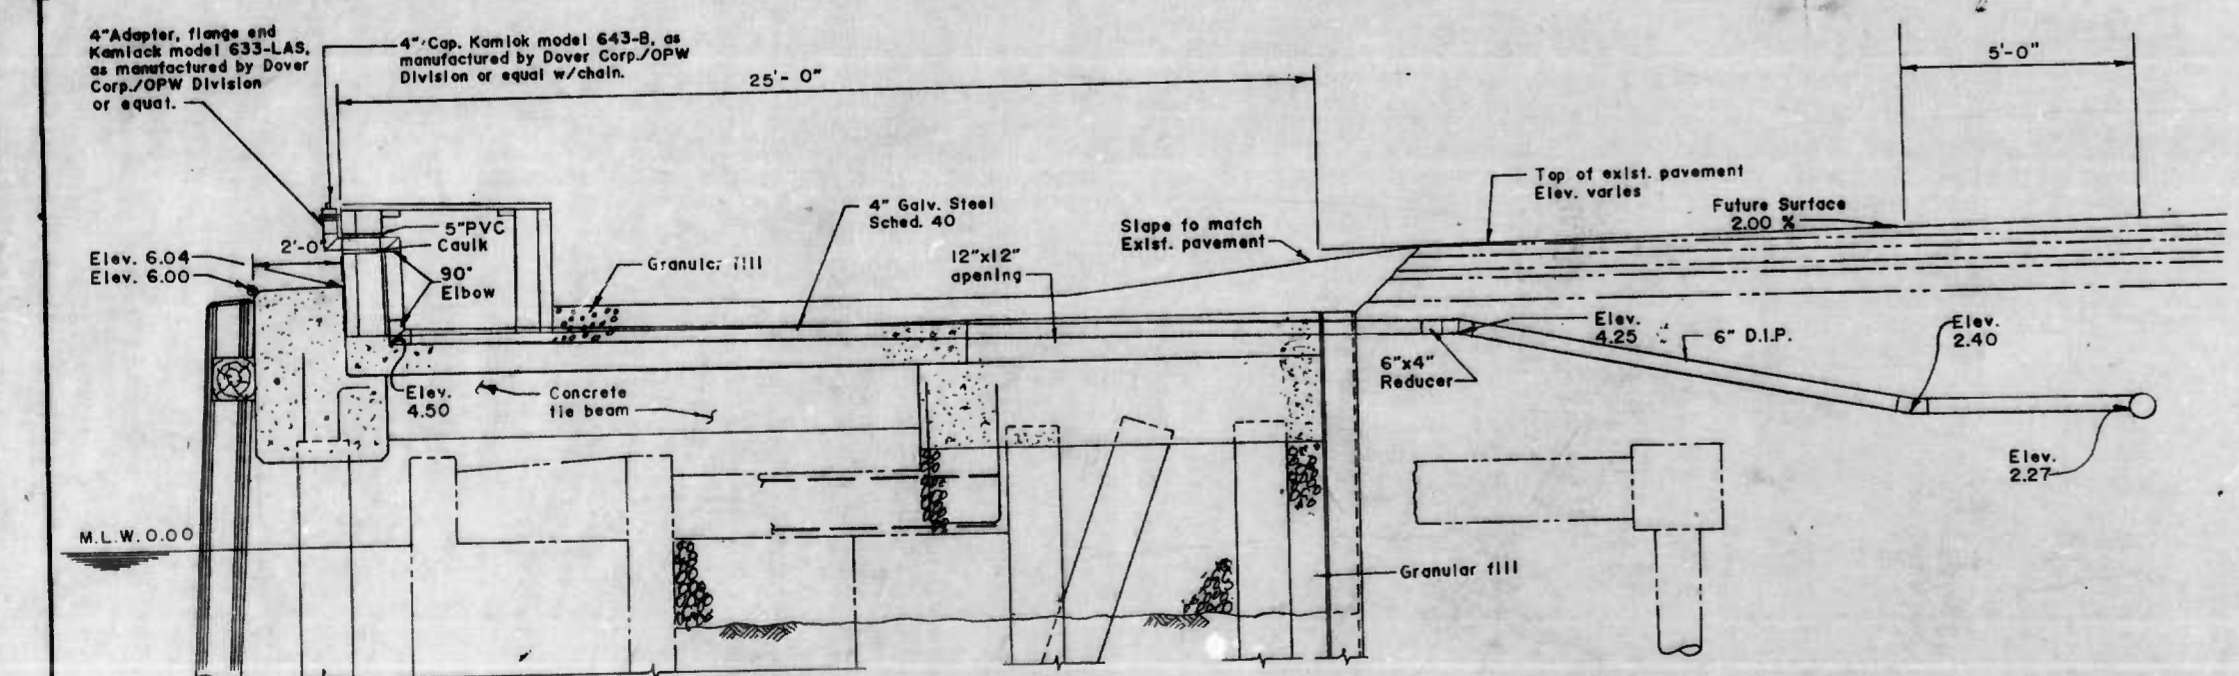 4"Adapter, flange end
Kamlack model 633-LAS,
as manufactured by Dover
Corp./OPW Division
or equat.
4" Cap. Kamlok model 643-B, as
manufactured by Dover Corp./OPW
Division or equal w/chain.
25'- 0"
5'-0"
Top of exist. pavement
Elev. varies
Future Surface
2.00 %
4" Galv. Steel
Sched. 40
Slope to match
Exist. pavement
5"PVC
Caulk
2'-0"
Elev. 6.04
Elev. 6.00
90°
Elbow
Granular fill
12"x12"
opening
Elev.
4.25
6" D.I.P.
Elev.
2.40
6"x4"
Reducer
Elev.
4.50
Concrete
tie beam
Elev.
2.27
M.L.W. 0.00
Granular fill